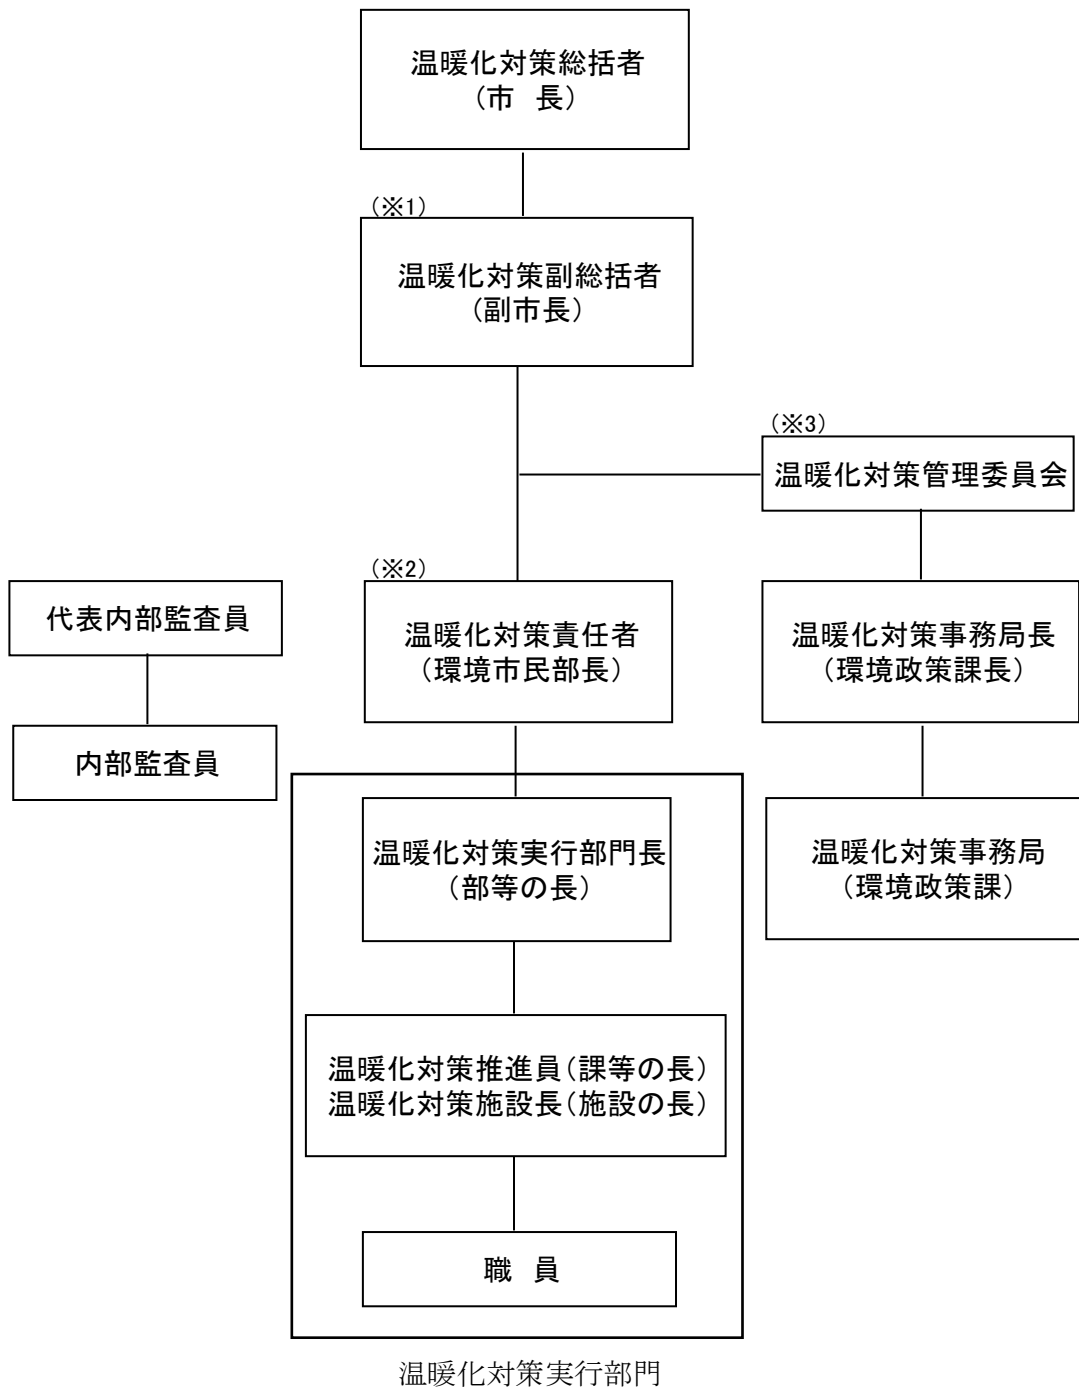 温暖化対策総括者
（市　長）
（※1）
温暖化対策副総括者
（副市長）
（※3）
温暖化対策管理委員会
（※2）
代表内部監査員
温暖化対策責任者
（環境市民部長）
温暖化対策事務局長
（環境政策課長）
内部監査員
温暖化対策実行部門長
（部等の長）
温暖化対策事務局
（環境政策課）
温暖化対策推進員（課等の長）
温暖化対策施設長（施設の長）
職　員
温暖化対策実行部門